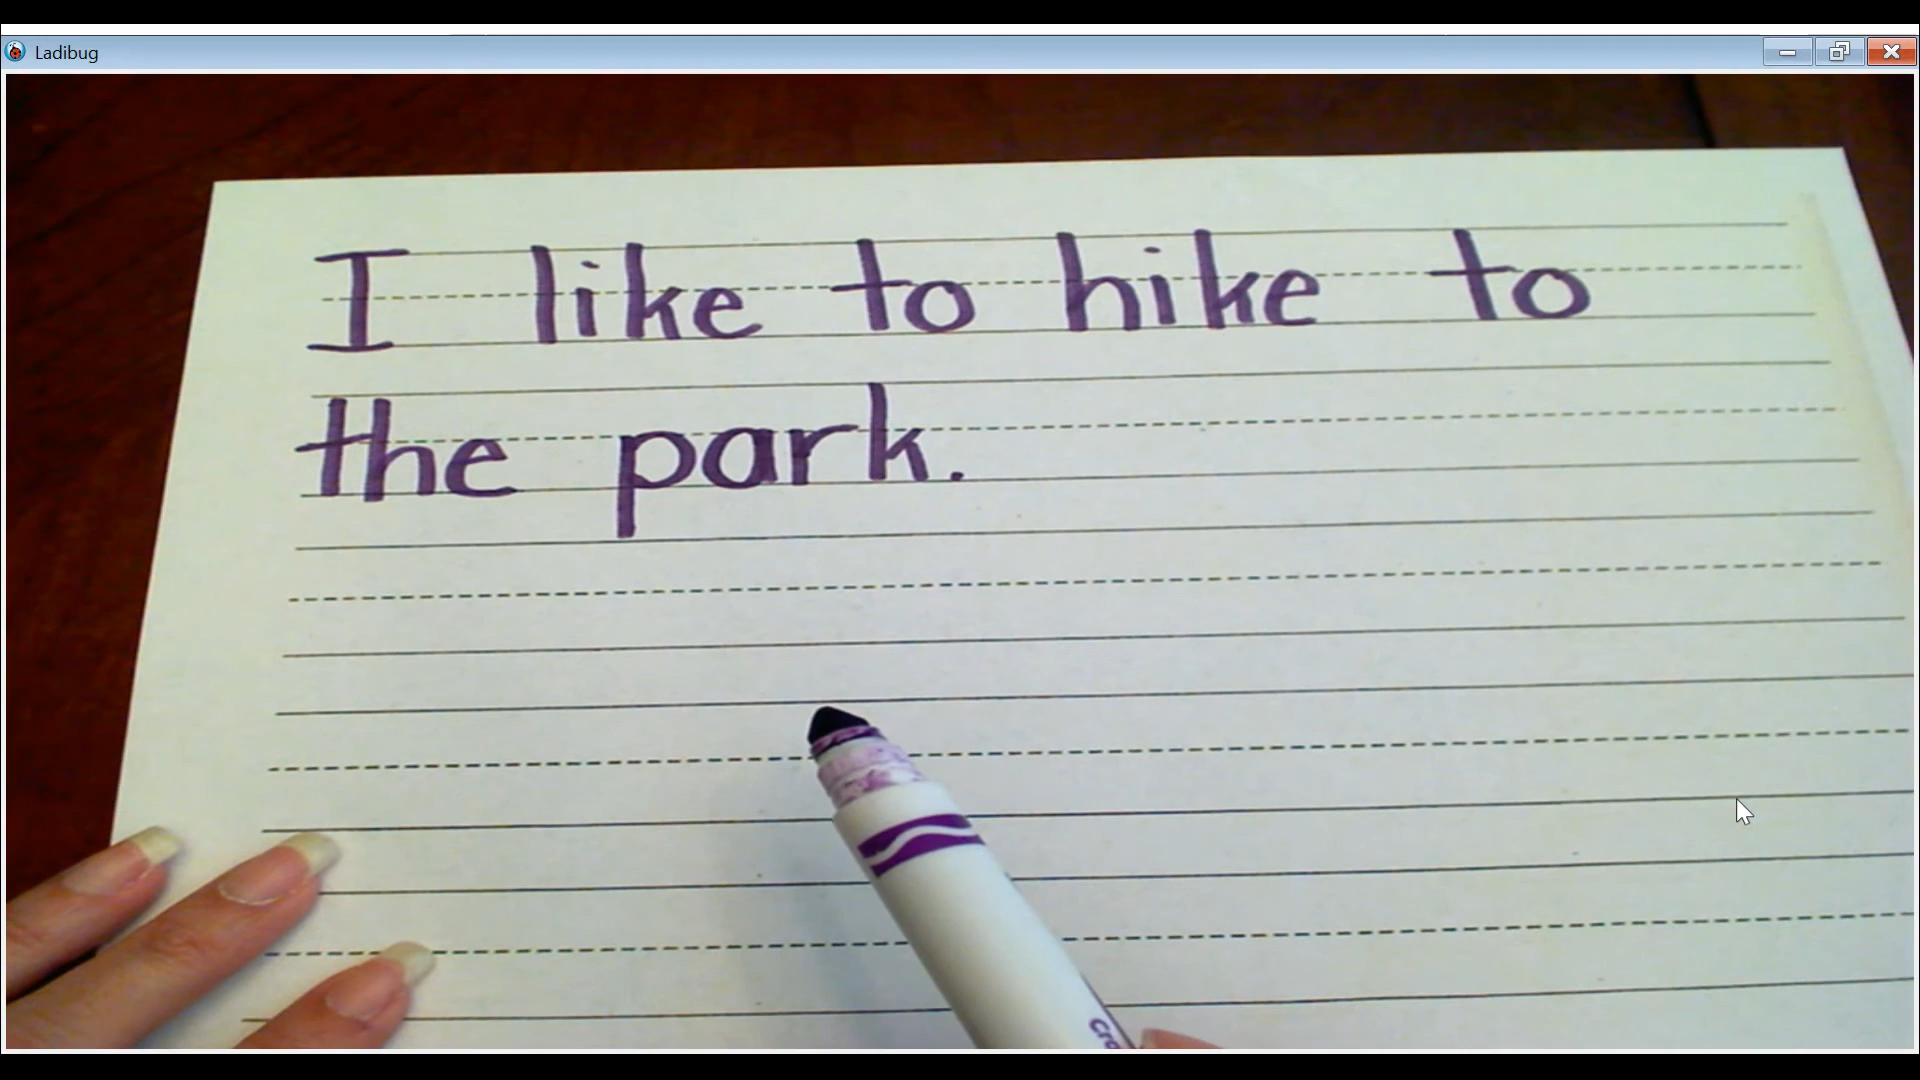 Ladibug
I like to hike to
the park.